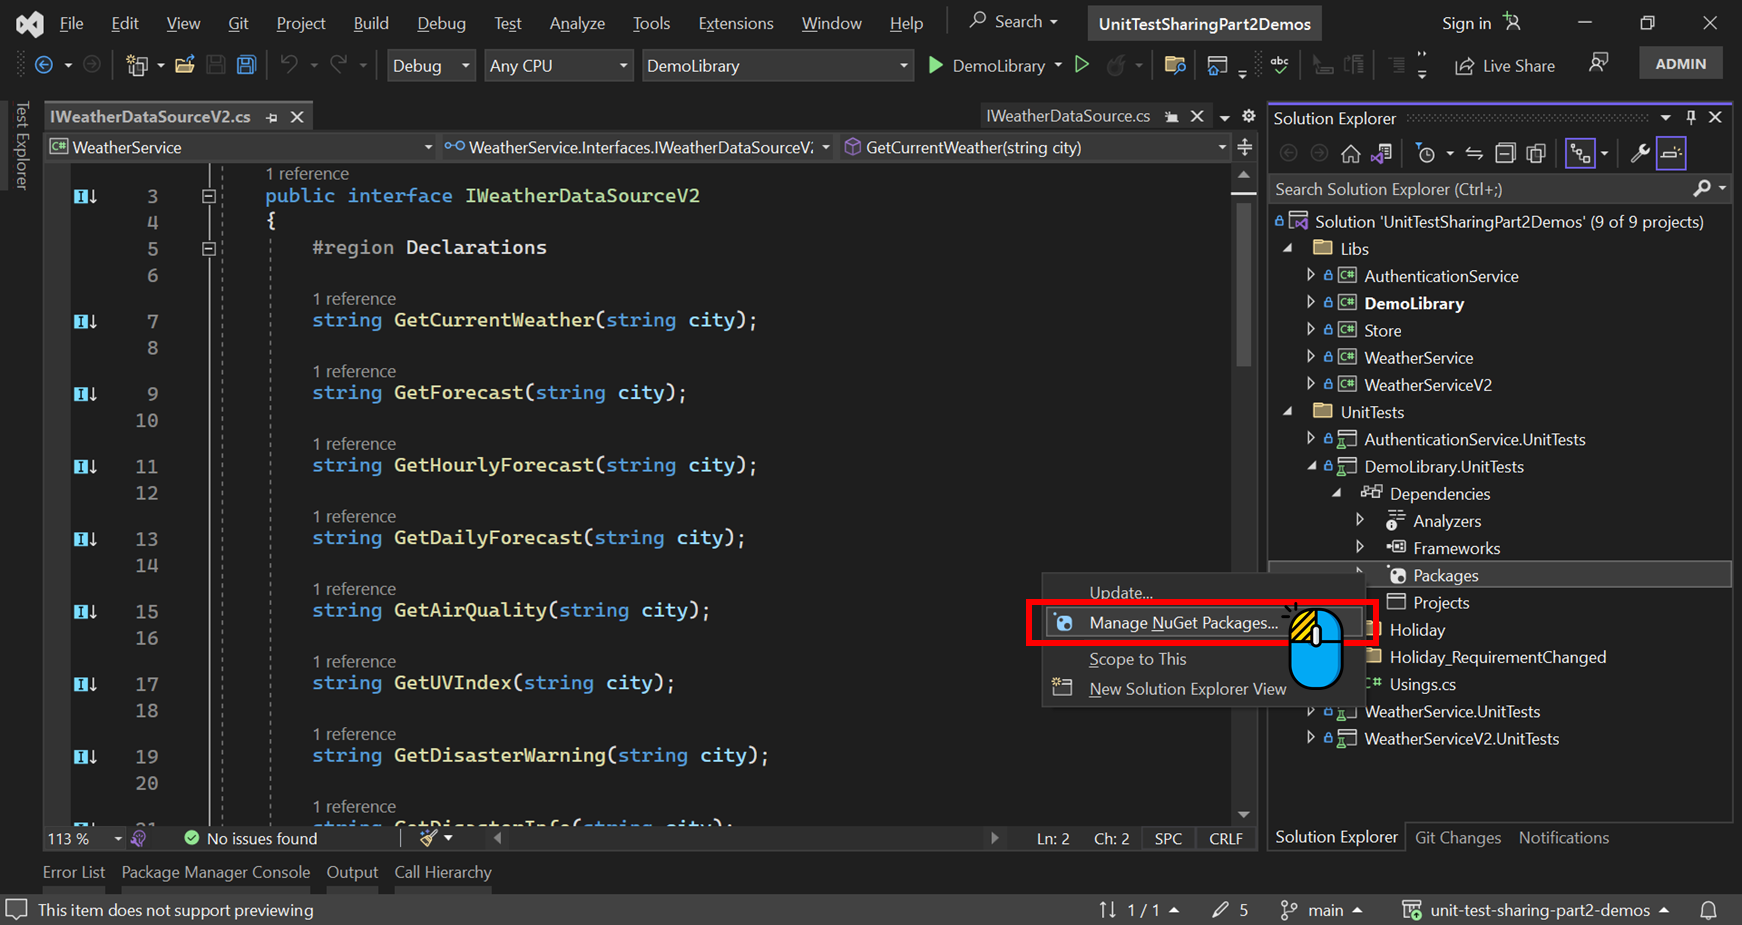 File Edit View Git Project Build Debug Test Analyze Tools Extensions Window Help Search UnitTestSharingPart2Demos Sign in
Debug Any CPU DemoLibrary DemoLibrary abc Live Share ADMIN
Test Explorer
IWeatherDataSourceV2.cs IWeatherDataSource.cs
C# WeatherService WeatherService.Interfaces.IWeatherDataSourceV2 GetCurrentWeather(string city)
1 reference
3 public interface IWeatherDataSourceV2
4 {
5 #region Declarations
6
1 reference
7 string GetCurrentWeather(string city);
8
1 reference
9 string GetForecast(string city);
10
1 reference
11 string GetHourlyForecast(string city);
12
1 reference
13 string GetDailyForecast(string city);
14
1 reference
15 string GetAirQuality(string city);
16
1 reference
17 string GetUVIndex(string city);
18
1 reference
19 string GetDisasterWarning(string city);
20
1 reference
21 string GetDisasterInfo(string city);
113 % No issues found Ln: 2 Ch: 2 SPC CRLF
Error List Package Manager Console Output Call Hierarchy
Solution Explorer
Search Solution Explorer (Ctrl+;)
Solution 'UnitTestSharingPart2Demos' (9 of 9 projects)
Libs
C# AuthenticationService
C# DemoLibrary
C# Store
C# WeatherService
C# WeatherServiceV2
UnitTests
AuthenticationService.UnitTests
DemoLibrary.UnitTests
Dependencies
Analyzers
Frameworks
Packages
Projects
Holiday
Holiday_RequirementChanged
Usings.cs
WeatherService.UnitTests
WeatherServiceV2.UnitTests
Update...
Manage NuGet Packages...
Scope to This
New Solution Explorer View
Solution Explorer Git Changes Notifications
This item does not support previewing 1 / 1 5 main unit-test-sharing-part2-demos